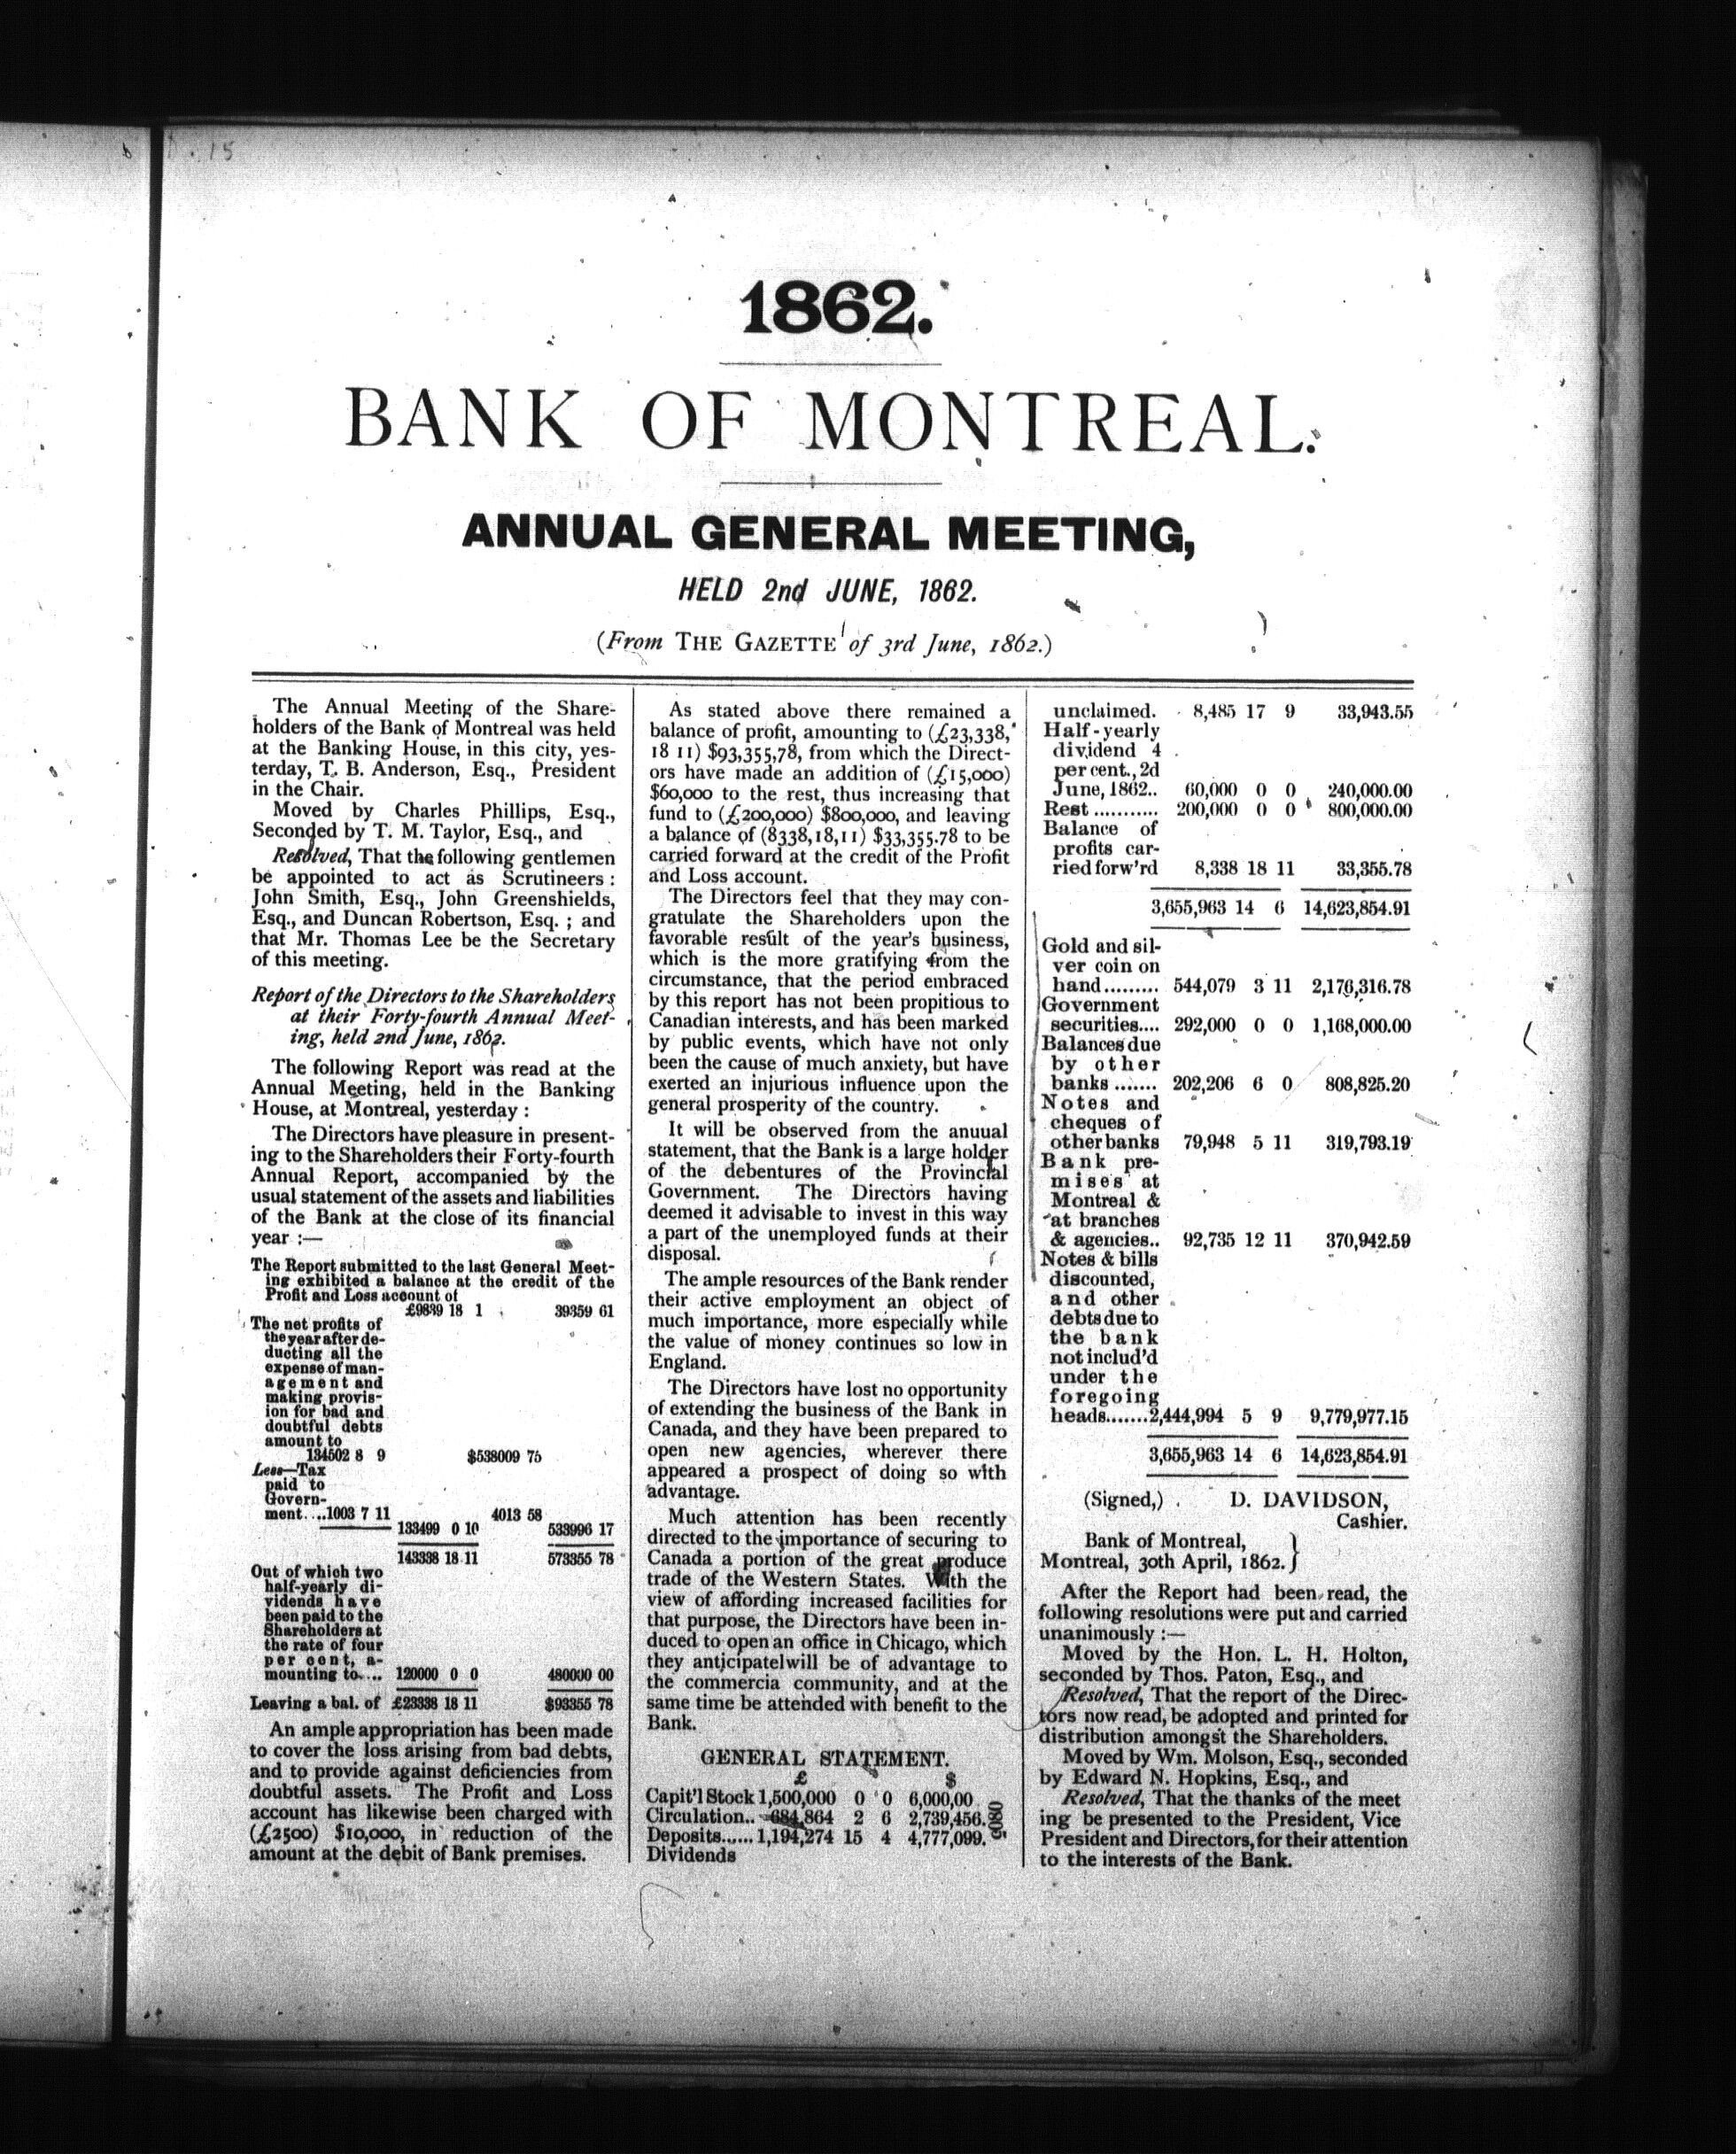 1862.
BANK OF MONTREAL.
ANNUAL GENERAL MEETING,
HELD 2nd JUNE, 1862.
(From THE GAZETTE of 3rd June, 1862.)
The Annual Meeting of the Share-
holders of the Bank of Montreal was held
at the Banking House, in this city, yes-
terday, T. B. Anderson, Esq., President
in the Chair.
Moved by Charles Phillips, Esq.,
Seconded by T. M. Taylor, Esq., and
Resolved, That the following gentlemen
be appointed to act as Scrutineers:
John Smith, Esq., John Greenshields,
Esq., and Duncan Robertson, Esq. ; and
that Mr. Thomas Lee be the Secretary
of this meeting.
Report of the Directors to the Shareholders
at their Forty-fourth Annual Meet-
ing, held 2nd June, 1862.
The following Report was read at the
Annual Meeting, held in the Banking
House, at Montreal, yesterday :
The Directors have pleasure in present-
ing to the Shareholders their Forty-fourth
Annual Report, accompanied by the
usual statement of the assets and liabilities
of the Bank at the close of its financial
year :—
The Report submitted to the last General Meet-
ing exhibited a balance at the credit of the
Profit and Loss account of
£9839 18 1 39359 61
The net profits of
the year after de-
ducting all the
expense of man-
agement and
making provis-
ion for bad and
doubtful debts
amount to
134502 8 9 $538009 75
Less—Tax
paid to
Govern-
ment....1003 7 11 4013 58
133499 0 10 533996 17
143338 18 11 573355 78
Out of which two
half-yearly di-
vidends have
been paid to the
Shareholders at
the rate of four
per cent, a-
mounting to.... 120000 0 0 480000 00
Leaving a bal. of £23338 18 11 $93355 78
An ample appropriation has been made
to cover the loss arising from bad debts,
and to provide against deficiencies from
doubtful assets. The Profit and Loss
account has likewise been charged with
(£2500) $10,000, in reduction of the
amount at the debit of Bank premises.
As stated above there remained a
balance of profit, amounting to (£23,338,
18 11) $93,355,78, from which the Direct-
ors have made an addition of (£15,000)
$60,000 to the rest, thus increasing that
fund to (£200,000) $800,000, and leaving
a balance of (8338,18,11) $33,355.78 to be
carried forward at the credit of the Profit
and Loss account.
The Directors feel that they may con-
gratulate the Shareholders upon the
favorable result of the year's business,
which is the more gratifying from the
circumstance, that the period embraced
by this report has not been propitious to
Canadian interests, and has been marked
by public events, which have not only
been the cause of much anxiety, but have
exerted an injurious influence upon the
general prosperity of the country.
It will be observed from the anuual
statement, that the Bank is a large holder
of the debentures of the Provincial
Government. The Directors having
deemed it advisable to invest in this way
a part of the unemployed funds at their
disposal.
The ample resources of the Bank render
their active employment an object of
much importance, more especially while
the value of money continues so low in
England.
The Directors have lost no opportunity
of extending the business of the Bank in
Canada, and they have been prepared to
open new agencies, wherever there
appeared a prospect of doing so with
advantage.
Much attention has been recently
directed to the importance of securing to
Canada a portion of the great produce
trade of the Western States. With the
view of affording increased facilities for
that purpose, the Directors have been in-
duced to open an office in Chicago, which
they anticipatelwill be of advantage to
the commercia community, and at the
same time be attended with benefit to the
Bank.
GENERAL STATEMENT.
£ $
Capit'l Stock 1,500,000 0 0 6,000,00
Circulation.. 684,864 2 6 2,739,456.
Deposits...... 1,194,274 15 4 4,777,099.
Dividends
unclaimed. 8,485 17 9 33,943.55
Half-yearly
dividend 4
per cent., 2d
June, 1862.. 60,000 0 0 240,000.00
Rest ........... 200,000 0 0 800,000.00
Balance of
profits car-
ried forw'rd 8,338 18 11 33,355.78
3,655,963 14 6 14,623,854.91
Gold and sil-
ver coin on
hand......... 544,079 3 11 2,176,316.78
Government
securities.... 292,000 0 0 1,168,000.00
Balances due
by other
banks ....... 202,206 6 0 808,825.20
Notes and
cheques of
other banks 79,948 5 11 319,793.19
Bank pre-
mises at
Montreal &
at branches
& agencies.. 92,735 12 11 370,942.59
Notes & bills
discounted,
and other
debts due to
the bank
not includ'd
under the
foregoing
heads.......2,444,994 5 9 9,779,977.15
3,655,963 14 6 14,623,854.91
(Signed,) D. DAVIDSON,
Cashier.
Bank of Montreal,
Montreal, 30th April, 1862.}
After the Report had been read, the
following resolutions were put and carried
unanimously :—
Moved by the Hon. L. H. Holton,
seconded by Thos. Paton, Esq., and
Resolved, That the report of the Direc-
tors now read, be adopted and printed for
distribution amongst the Shareholders.
Moved by Wm. Molson, Esq., seconded
by Edward N. Hopkins, Esq., and
Resolved, That the thanks of the meet
ing be presented to the President, Vice
President and Directors, for their attention
to the interests of the Bank.